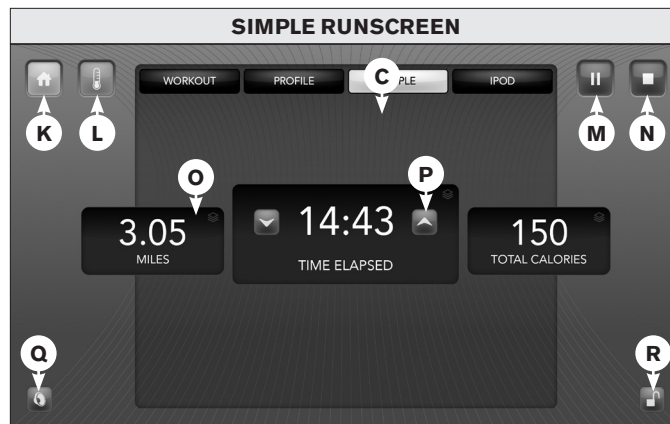 SIMPLE RUNSCREEN
WORKOUT PROFILE PLE IPOD
C
K L M N
O P
3.05 14:43 150
MILES TIME ELAPSED TOTAL CALORIES
Q R